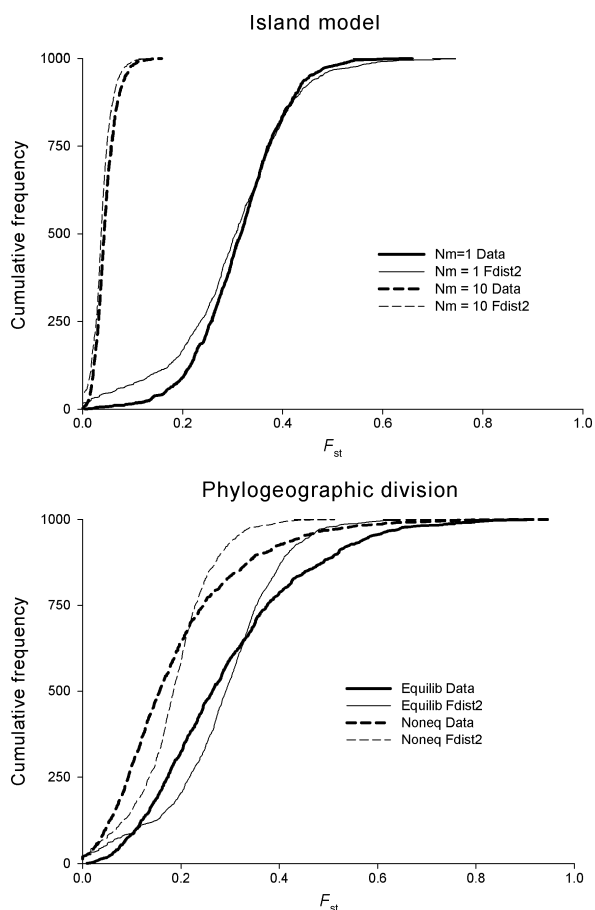 Island model
Cumulative frequency
1000
750
500
250
0
0.0
0.2
0.4
0.6
0.8
1.0
Fst
Nm=1 Data
Nm = 1 Fdist2
Nm = 10 Data
Nm = 10 Fdist2
Phylogeographic division
Cumulative frequency
1000
750
500
250
0
0.0
0.2
0.4
0.6
0.8
1.0
Fst
Equilib Data
Equilib Fdist2
Noneq Data
Noneq Fdist2